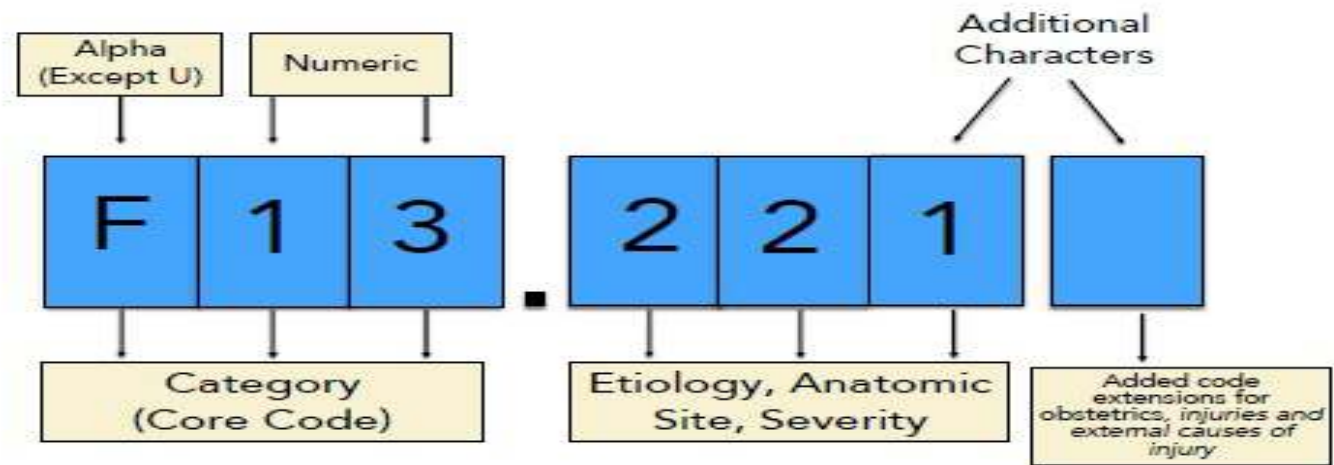 Alpha
(Except U)
Numeric
Additional
Characters
F 1 3 . 2 2 1
Category
(Core Code)
Etiology, Anatomic
Site, Severity
Added code
extensions for
obstetrics, injuries and
external causes of
injury